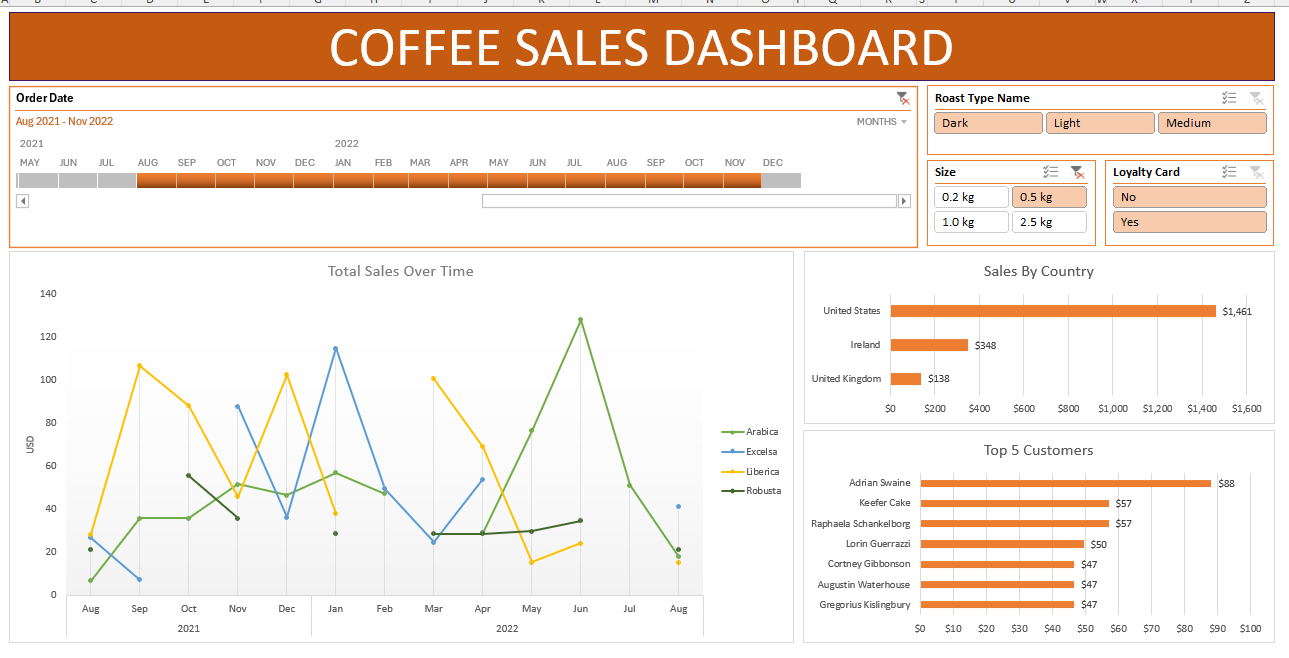 COFFEE SALES DASHBOARD
Order Date
Aug 2021 - Nov 2022
MONTHS
2021 2022
MAY JUN JUL AUG SEP OCT NOV DEC JAN FEB MAR APR MAY JUN JUL AUG SEP OCT NOV DEC
Roast Type Name
Dark Light Medium
Size
0.2 kg 0.5 kg
1.0 kg 2.5 kg
Loyalty Card
No
Yes
Total Sales Over Time
140
120
100
80
60
40
20
0
USD
Aug Sep Oct Nov Dec Jan Feb Mar Apr May Jun Jul Aug
2021 2022
Arabica
Excelsa
Liberica
Robusta
Sales By Country
United States $1,461
Ireland $348
United Kingdom $138
$0 $200 $400 $600 $800 $1,000 $1,200 $1,400 $1,600
Top 5 Customers
Adrian Swaine $88
Keefer Cake $57
Raphaela Schankelborg $57
Lorin Guerrazzi $50
Cortney Gibbonson $47
Augustin Waterhouse $47
Gregorius Kislingbury $47
$0 $10 $20 $30 $40 $50 $60 $70 $80 $90 $100